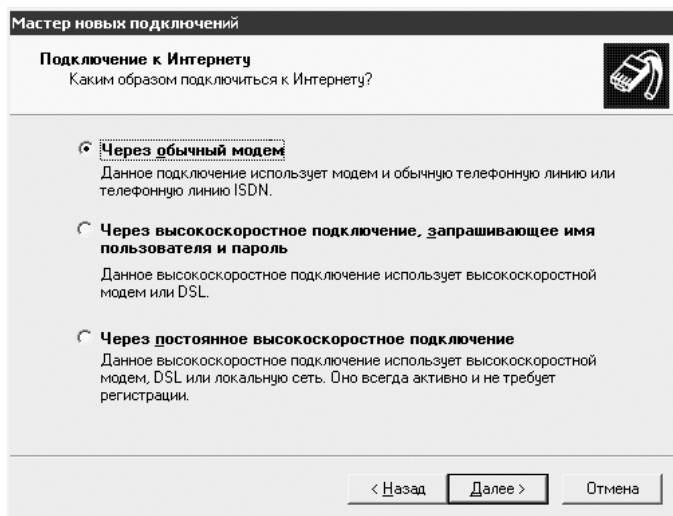 Мастер новых подключений
Подключение к Интернету
Каким образом подключиться к Интернету?
Через обычный модем
Данное подключение использует модем и обычную телефонную линию или
телефонную линию ISDN.
Через высокоскоростное подключение, запрашивающее имя
пользователя и пароль
Данное высокоскоростное подключение использует высокоскоростной
модем или DSL.
Через постоянное высокоскоростное подключение
Данное высокоскоростное подключение использует высокоскоростной
модем, DSL или локальную сеть. Оно всегда активно и не требует
регистрации.
< Назад Далее > Отмена